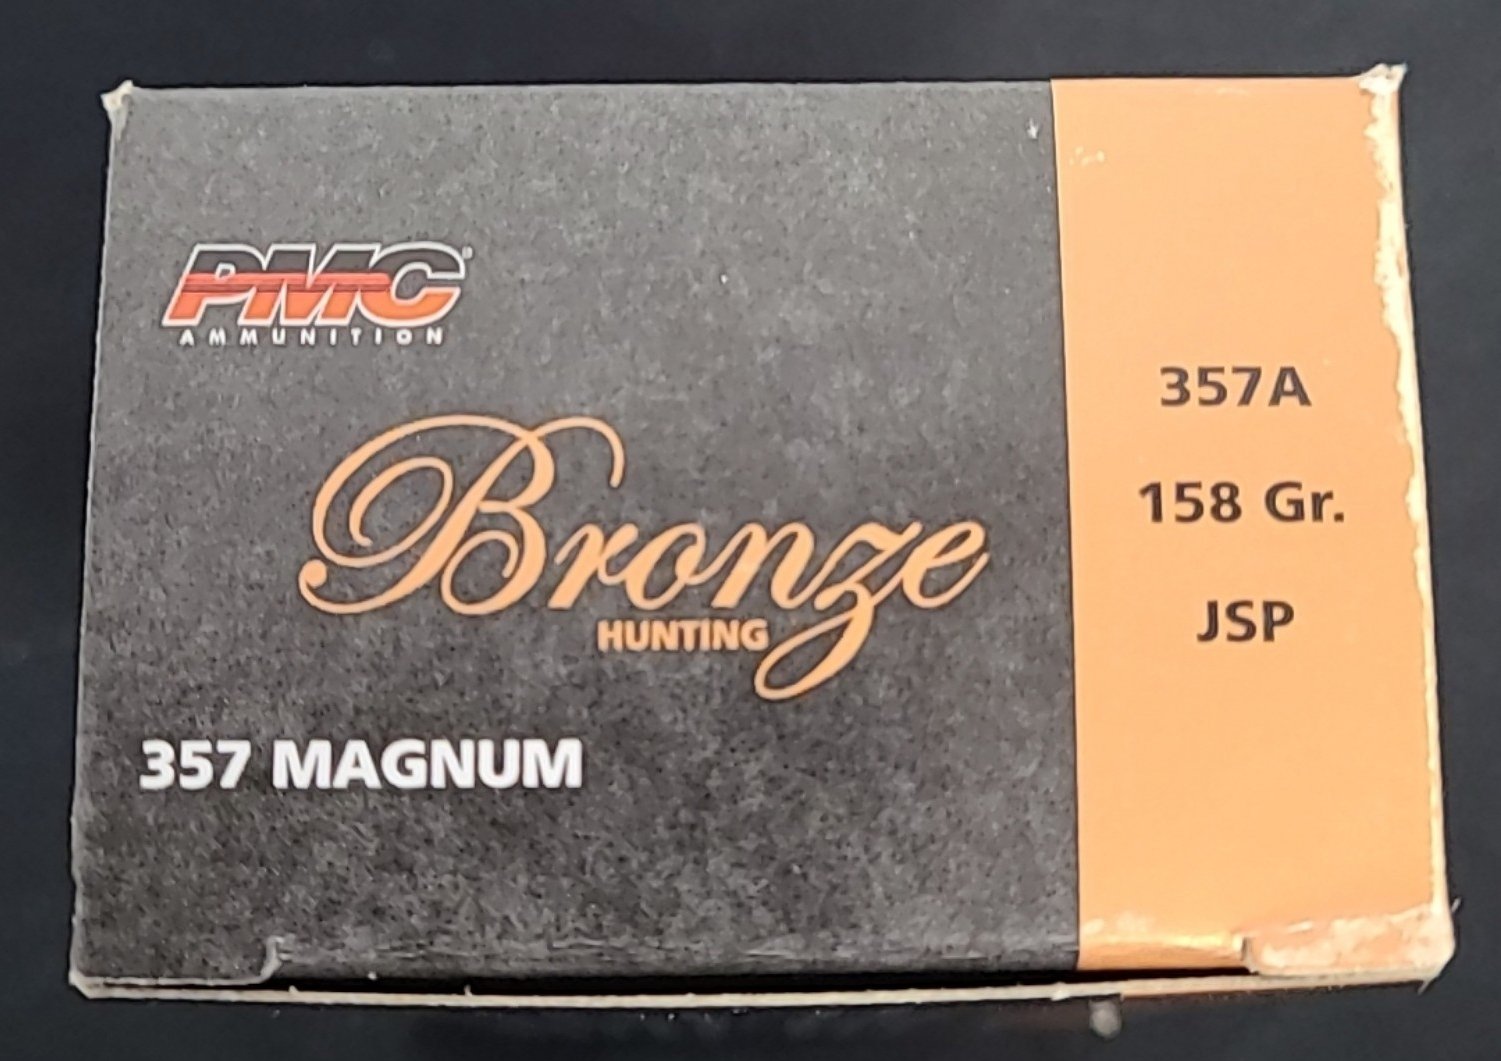 PMC®
AMMUNITION
Bronze
HUNTING
357 MAGNUM
357A
158 Gr.
JSP